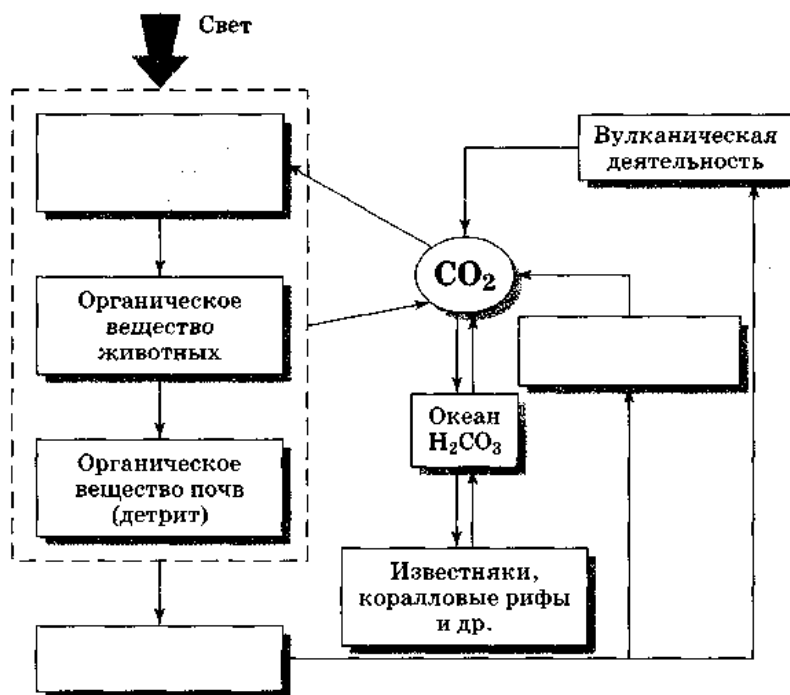 Свет
Вулканическая
деятельность
CO₂
Органическое
вещество
животных
Океан
H₂CO₃
Органическое
вещество почв
(детрит)
Известняки,
коралловые рифы
и др.